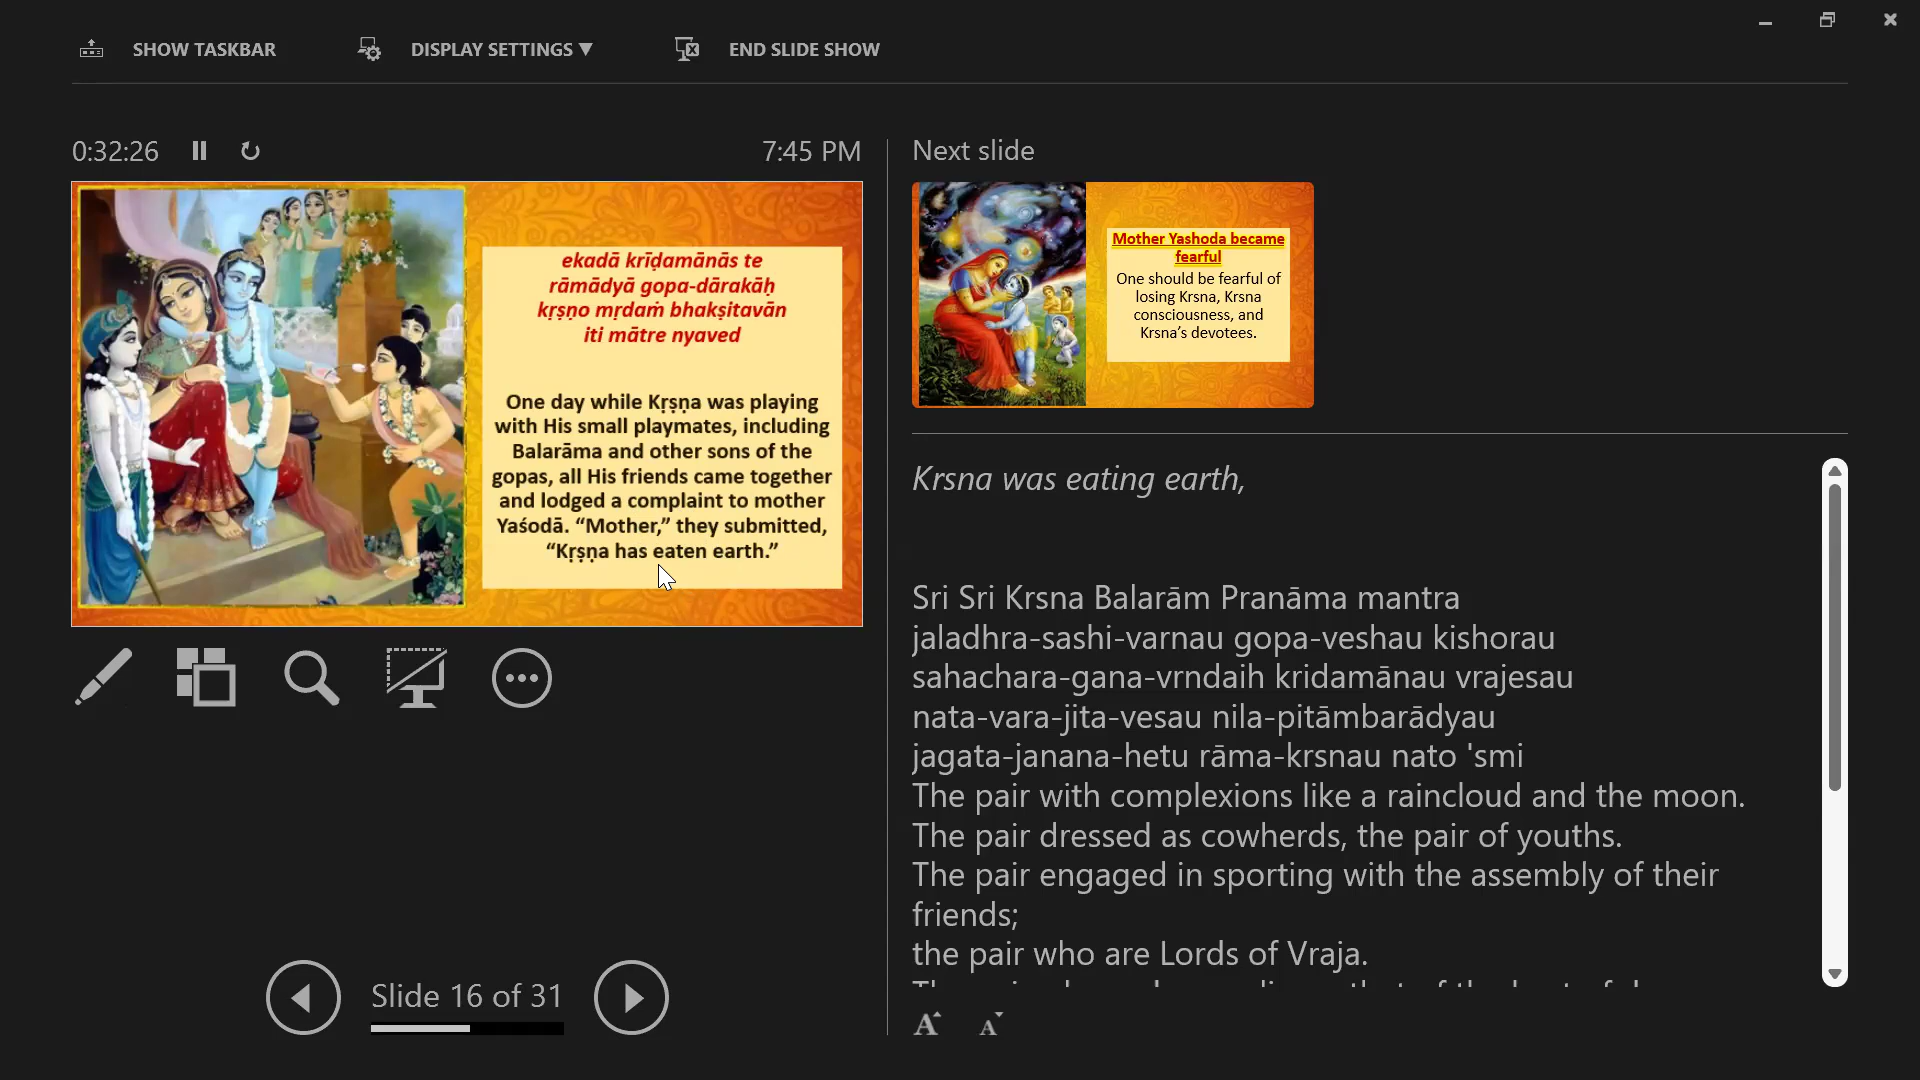 SHOW TASKBAR
DISPLAY SETTINGS ▼
END SLIDE SHOW
0:32:26
7:45 PM
ekadā krīḍamānās te
rāmādyā gopa-dārakāḥ
kṛṣṇo mṛdaṁ bhakṣitavān
iti mātre nyaved
One day while Kṛṣṇa was playing
with His small playmates, including
Balarāma and other sons of the
gopas, all His friends came together
and lodged a complaint to mother
Yaśodā. “Mother,” they submitted,
“Kṛṣṇa has eaten earth.”
Slide 16 of 31
Next slide
Mother Yashoda became
fearful
One should be fearful of
losing Krsna, Krsna
consciousness, and
Krsna’s devotees.
Krsna was eating earth,
Sri Sri Krsna Balarām Pranāma mantra
jaladhra-sashi-varnau gopa-veshau kishorau
sahachara-gana-vrndaih kridamānau vrajesau
nata-vara-jita-vesau nila-pitāmbarādyau
jagata-janana-hetu rāma-krsnau nato 'smi
The pair with complexions like a raincloud and the moon.
The pair dressed as cowherds, the pair of youths.
The pair engaged in sporting with the assembly of their
friends;
the pair who are Lords of Vraja.
A A